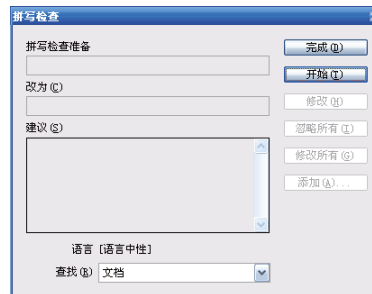 拼写检查
拼写检查准备
完成(D)
开始(T)
改为(C)
修改(H)
建议(S)
忽略所有(I)
修改所有(G)
添加(A)...
语言 [语言中性]
查找(R) 文档